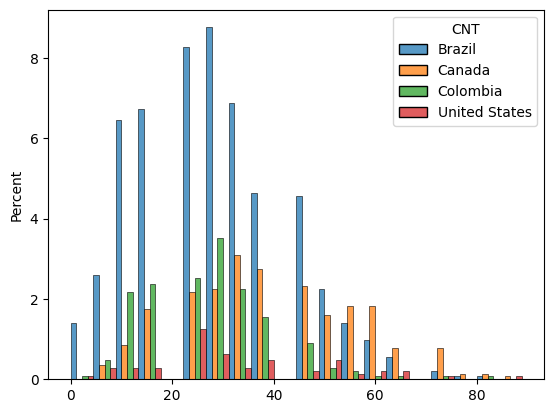 CNT
Brazil
Canada
Colombia
United States
Percent
8
6
4
2
0
0 20 40 60 80